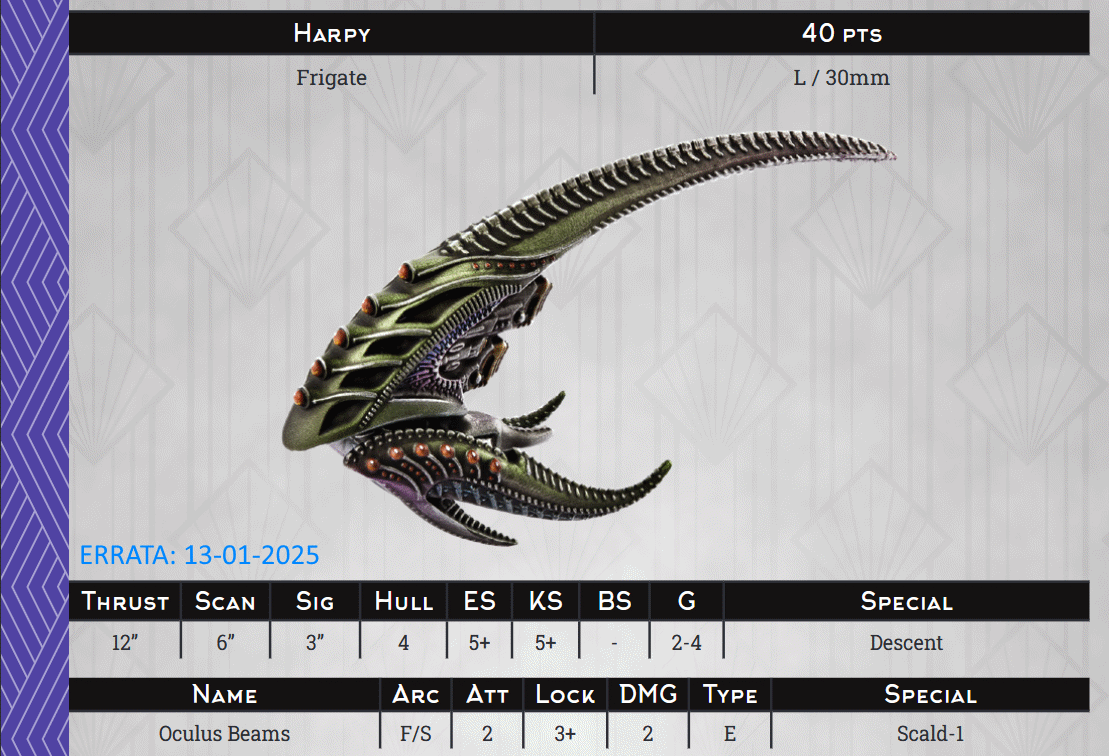 Harpy 40 pts
Frigate L / 30mm
ERRATA: 13-01-2025
Thrust Scan Sig Hull ES KS BS G Special
12” 6” 3” 4 5+ 5+ - 2-4 Descent
Name Arc Att Lock DMG Type Special
Oculus Beams F/S 2 3+ 2 E Scald-1